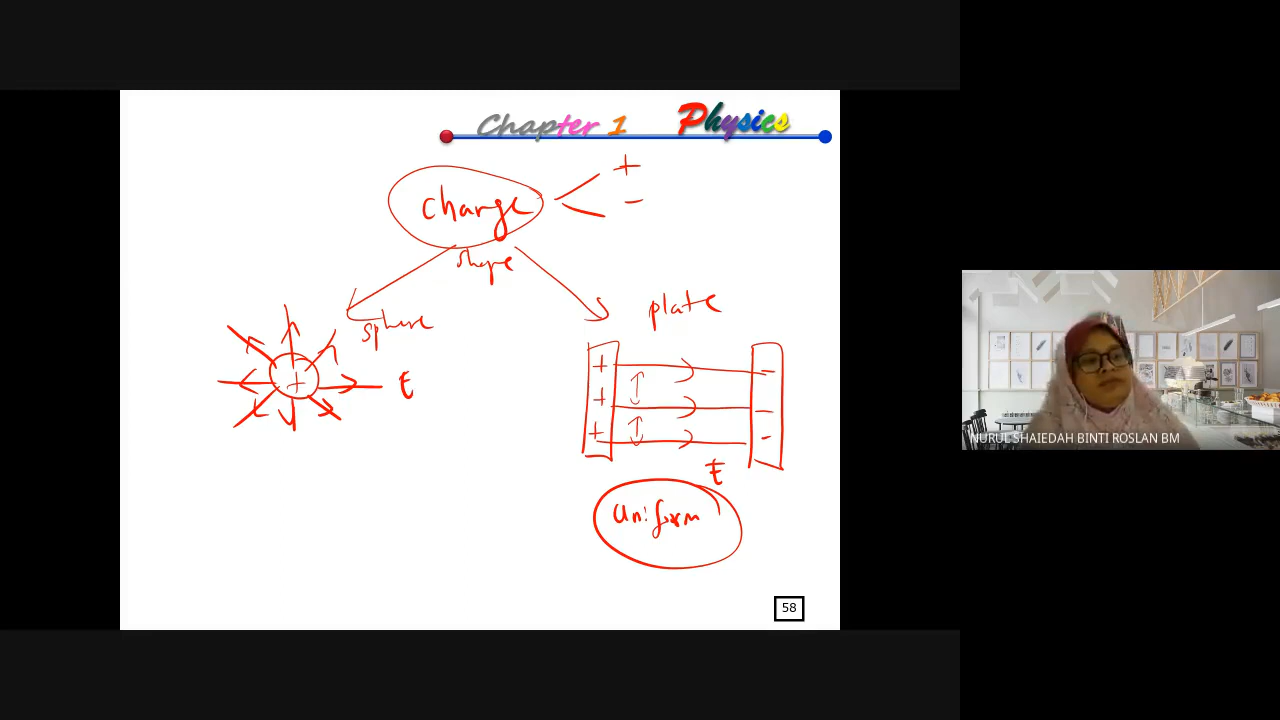 Chapter 1 Physics
Charge
+
-
shape
sphere
plate
+
E
+
+
+
-
-
-
E
Uniform
58
NURUL SHAIEDAH BINTI ROSLAN BM